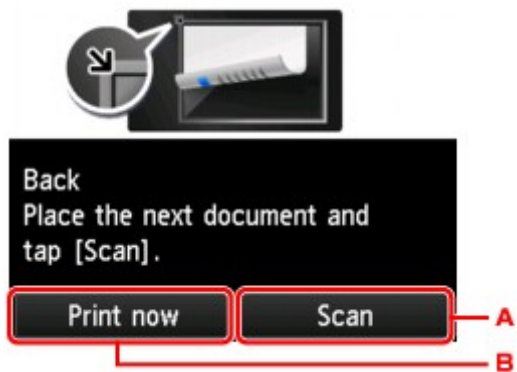 Back
Place the next document and
tap [Scan].
Print now Scan A
B